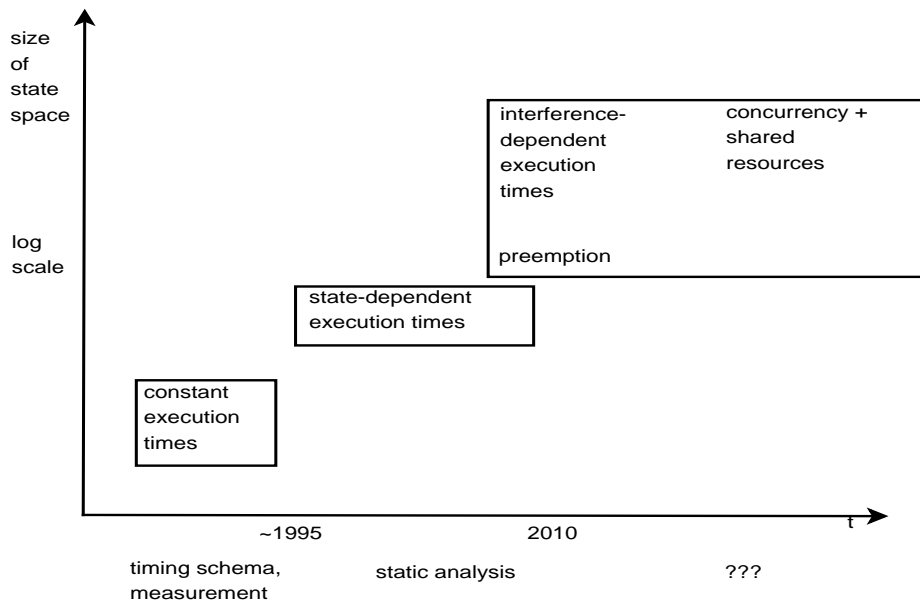 size
of
state
space
log
scale
interference-
dependent
execution
times
preemption
concurrency +
shared
resources
state-dependent
execution times
constant
execution
times
t
~1995
2010
timing schema,
measurement
static analysis
???